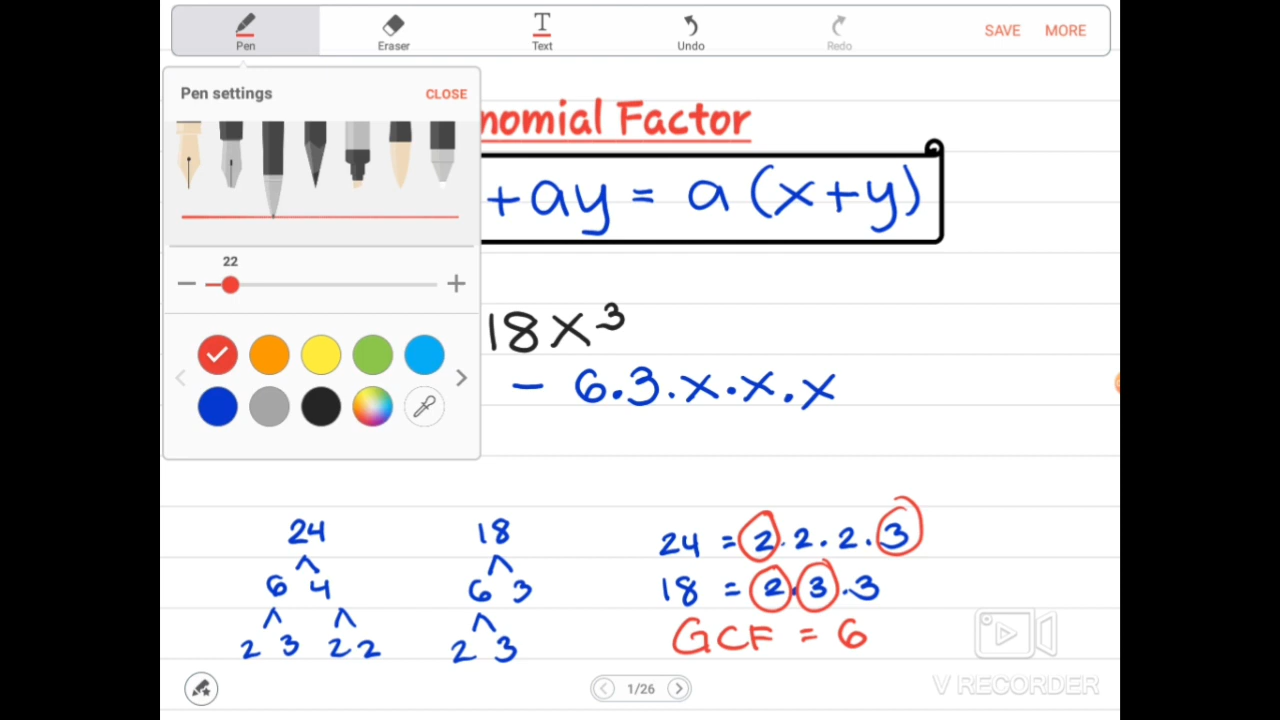 Pen
Eraser
Text
Undo
Redo
SAVE
MORE
Pen settings
CLOSE
22
nomial Factor
+ay = a (x+y)
18x³
- 6.3.x.x.x
24
6 4
2 3 2 2
18
6 3
2 3
24 = 2.2.2.3
18 = 2.3.3
GCF = 6
1/26
V RECORDER